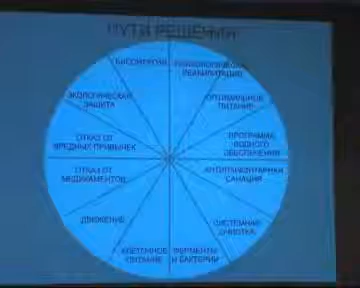 ПУТИ РЕШЕНИЯ
БИОЭНЕРГИЯ
ПСИХОЛОГИЧЕСКАЯ
РЕАБИЛИТАЦИЯ
ЭКОЛОГИЧЕСКАЯ
ЗАЩИТА
ОПТИМАЛЬНОЕ
ПИТАНИЕ
ОТКАЗ ОТ
ВРЕДНЫХ ПРИВЫЧЕК
ПРОГРАММА
ВОДНОГО
ОБЕСПЕЧЕНИЯ
ОТКАЗ ОТ
МЕДИКАМЕНТОВ
АНТИПАРАЗИТАРНАЯ
САНАЦИЯ
ДВИЖЕНИЕ
СИСТЕМНАЯ
ОЧИСТКА
КЛЕТОЧНОЕ
ПИТАНИЕ
ФЕРМЕНТЫ
И БАКТЕРИИ